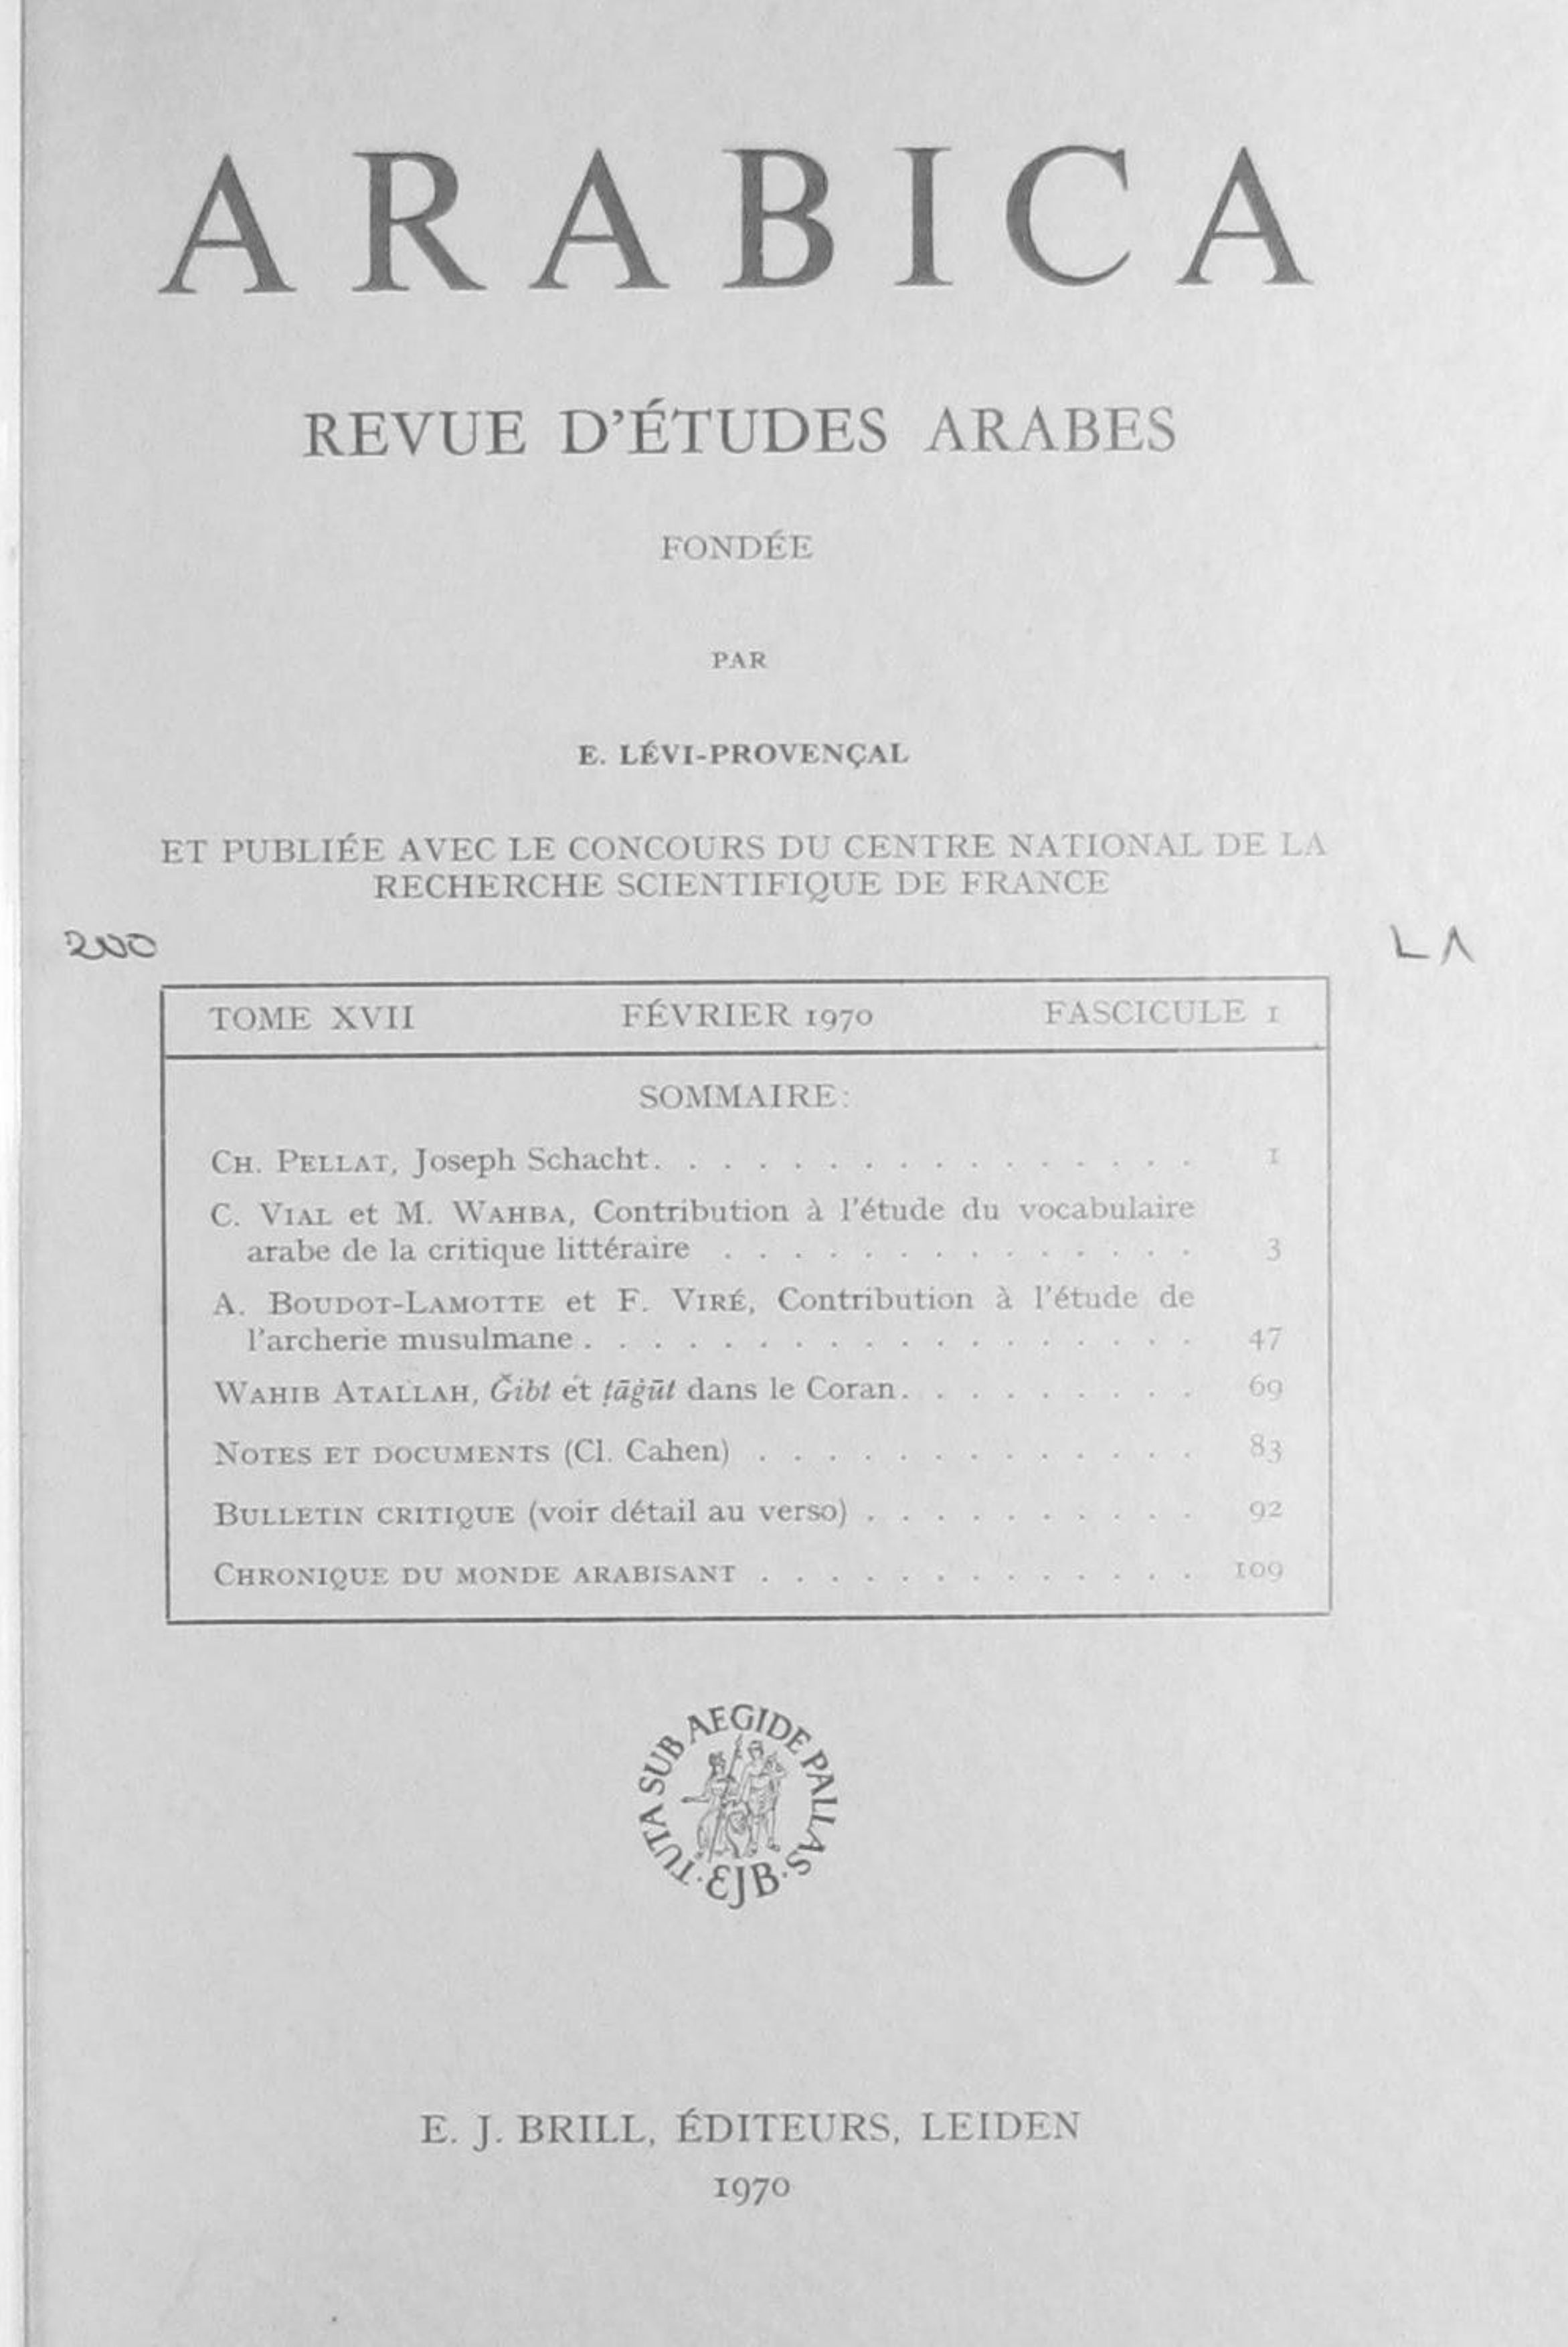 ARABICA
REVUE D'ÉTUDES ARABES
FONDÉE
PAR
E. LÉVI-PROVENÇAL
ET PUBLIÉE AVEC LE CONCOURS DU CENTRE NATIONAL DE LA
RECHERCHE SCIENTIFIQUE DE FRANCE
200
TOME XVII FÉVRIER 1970 FASCICULE 1
SOMMAIRE:
CH. PELLAT, Joseph Schacht. . . . . . . . . . . . . . . . 1
C. VIAL et M. WAHBA, Contribution à l'étude du vocabulaire
arabe de la critique littéraire . . . . . . . . . . . . . . 3
A. BOUDOT-LAMOTTE et F. VIRÉ, Contribution à l'étude de
l'archerie musulmane . . . . . . . . . . . . . . . . . . 47
WAHIB ATALLAH, Ǧibt et ṭāġūt dans le Coran. . . . . . . . . 69
NOTES ET DOCUMENTS (Cl. Cahen) . . . . . . . . . . . . . 83
BULLETIN CRITIQUE (voir détail au verso) . . . . . . . . . . 92
CHRONIQUE DU MONDE ARABISANT . . . . . . . . . . . . . 109
TUTA SUB AEGIDE PALLAS · EJB ·
E. J. BRILL, ÉDITEURS, LEIDEN
1970